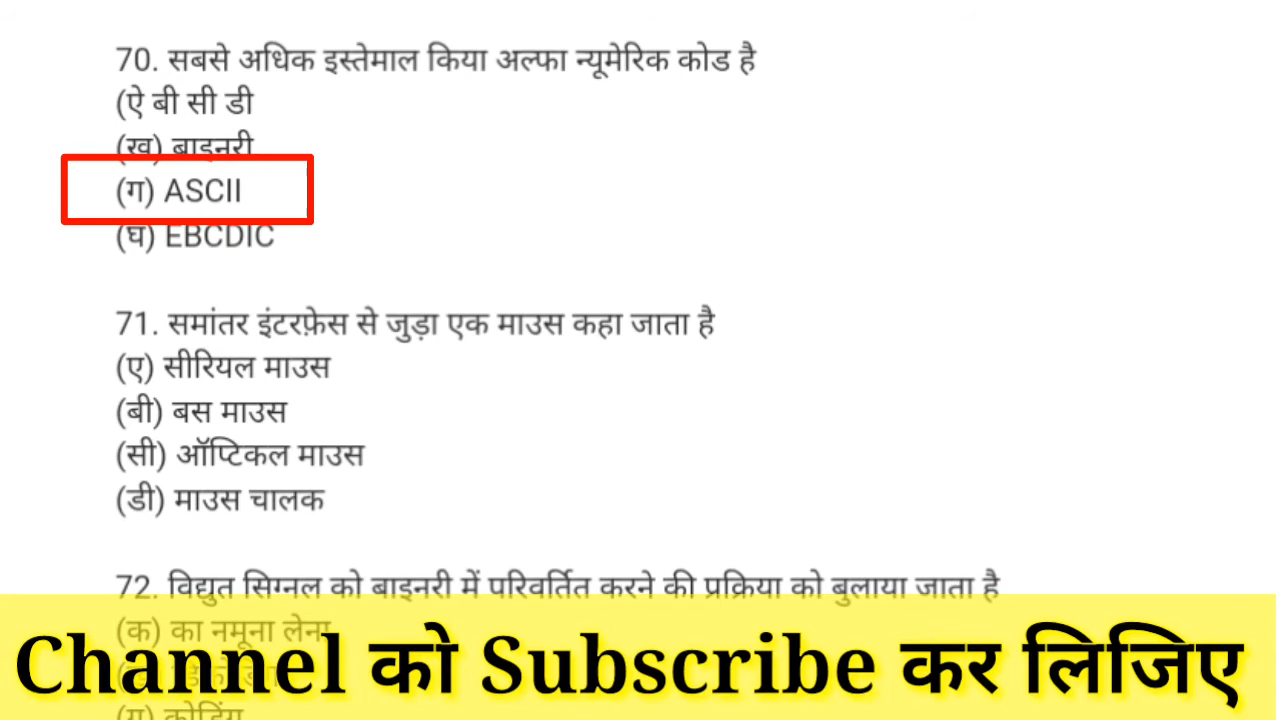 70. सबसे अधिक इस्तेमाल किया अल्फा न्यूमेरिक कोड है
(ऐ बी सी डी
(ख) बाइनरी
(ग) ASCII
(घ) EBCDIC
71. समांतर इंटरफ़ेस से जुड़ा एक माउस कहा जाता है
(ए) सीरियल माउस
(बी) बस माउस
(सी) ऑप्टिकल माउस
(डी) माउस चालक
72. विद्युत सिग्नल को बाइनरी में परिवर्तित करने की प्रक्रिया को बुलाया जाता है
(क) का नमूना लेना
Channel को Subscribe कर लिजिए
(ग) कोडिंग